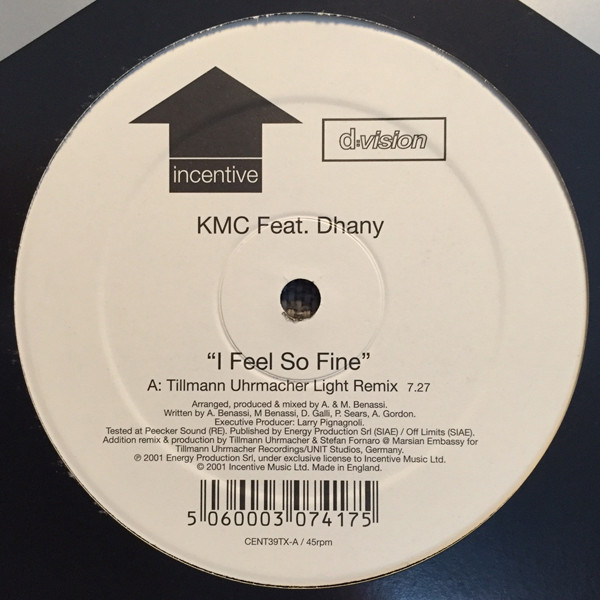 incentive
d:vision
KMC Feat. Dhany
“I Feel So Fine”
A: Tillmann Uhrmacher Light Remix 7.27
Arranged, produced & mixed by A. & M. Benassi.
Written by A. Benassi, M Benassi, D. Galli, P. Sears, A. Gordon.
Executive Producer: Larry Pignagnoli.
Tested at Peecker Sound (RE). Published by Energy Production Srl (SIAE) / Off Limits (SIAE).
Addition remix & production by Tillmann Uhrmacher & Stefan Fornaro @ Marsian Embassy for
Tillmann Uhrmacher Recordings/UNIT Studios, Germany.
℗ 2001 Energy Production Srl, under exclusive license to Incentive Music Ltd.
© 2001 Incentive Music Ltd. Made in England.
5 060003 074175
CENT39TX-A / 45rpm